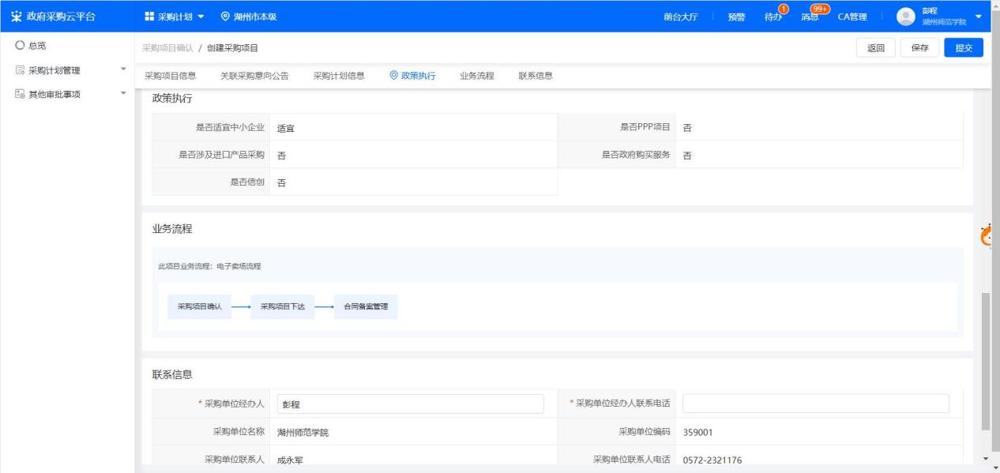 政府采购云平台 采购计划 湖州市本级 前台大厅 预警 待办 1 消息 99+ CA管理 彭程
湖州师范学院
总览
采购计划管理
其他审批事项
采购项目确认 / 创建采购项目 返回 保存 提交
采购项目信息 关联采购意向公告 采购计划信息 政策执行 业务流程 联系信息
政策执行
是否适宜中小企业 适宜 是否PPP项目 否
是否涉及进口产品采购 否 是否政府购买服务 否
是否信创 否
业务流程
此项目业务流程：电子卖场流程
采购项目确认 采购项目下达 合同备案管理
联系信息
* 采购单位经办人 彭程 * 采购单位经办人联系电话
采购单位名称 湖州师范学院 采购单位编码 359001
采购单位联系人 成永军 采购单位联系人电话 0572-2321176